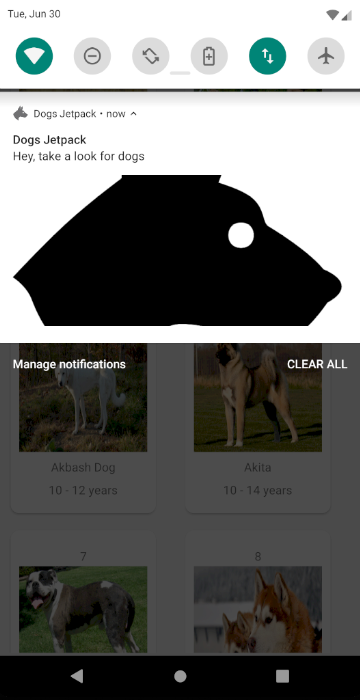 Tue, Jun 30
Dogs Jetpack • now
Dogs Jetpack
Hey, take a look for dogs
Manage notifications
CLEAR ALL
Akbash Dog
Akita
10 - 12 years
10 - 14 years
7
8